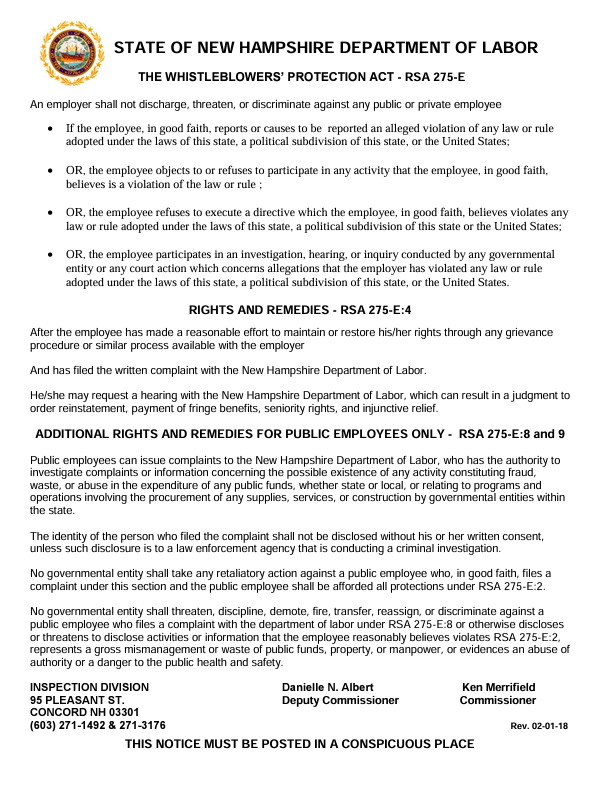 STATE OF NEW HAMPSHIRE DEPARTMENT OF LABOR
THE WHISTLEBLOWERS' PROTECTION ACT - RSA 275-E
An employer shall not discharge, threaten, or discriminate against any public or private employee
• If the employee, in good faith, reports or causes to be reported an alleged violation of any law or rule
adopted under the laws of this state, a political subdivision of this state, or the United States;
• OR, the employee objects to or refuses to participate in any activity that the employee, in good faith,
believes is a violation of the law or rule ;
• OR, the employee refuses to execute a directive which the employee, in good faith, believes violates any
law or rule adopted under the laws of this state, a political subdivision of this state or the United States;
• OR, the employee participates in an investigation, hearing, or inquiry conducted by any governmental
entity or any court action which concerns allegations that the employer has violated any law or rule
adopted under the laws of this state, a political subdivision of this state, or the United States.
RIGHTS AND REMEDIES - RSA 275-E:4
After the employee has made a reasonable effort to maintain or restore his/her rights through any grievance
procedure or similar process available with the employer
And has filed the written complaint with the New Hampshire Department of Labor.
He/she may request a hearing with the New Hampshire Department of Labor, which can result in a judgment to
order reinstatement, payment of fringe benefits, seniority rights, and injunctive relief.
ADDITIONAL RIGHTS AND REMEDIES FOR PUBLIC EMPLOYEES ONLY - RSA 275-E:8 and 9
Public employees can issue complaints to the New Hampshire Department of Labor, who has the authority to
investigate complaints or information concerning the possible existence of any activity constituting fraud,
waste, or abuse in the expenditure of any public funds, whether state or local, or relating to programs and
operations involving the procurement of any supplies, services, or construction by governmental entities within
the state.
The identity of the person who filed the complaint shall not be disclosed without his or her written consent,
unless such disclosure is to a law enforcement agency that is conducting a criminal investigation.
No governmental entity shall take any retaliatory action against a public employee who, in good faith, files a
complaint under this section and the public employee shall be afforded all protections under RSA 275-E:2.
No governmental entity shall threaten, discipline, demote, fire, transfer, reassign, or discriminate against a
public employee who files a complaint with the department of labor under RSA 275-E:8 or otherwise discloses
or threatens to disclose activities or information that the employee reasonably believes violates RSA 275-E:2,
represents a gross mismanagement or waste of public funds, property, or manpower, or evidences an abuse of
authority or a danger to the public health and safety.
INSPECTION DIVISION Danielle N. Albert Ken Merrifield
95 PLEASANT ST. Deputy Commissioner Commissioner
CONCORD NH 03301
(603) 271-1492 & 271-3176 Rev. 02-01-18
THIS NOTICE MUST BE POSTED IN A CONSPICUOUS PLACE